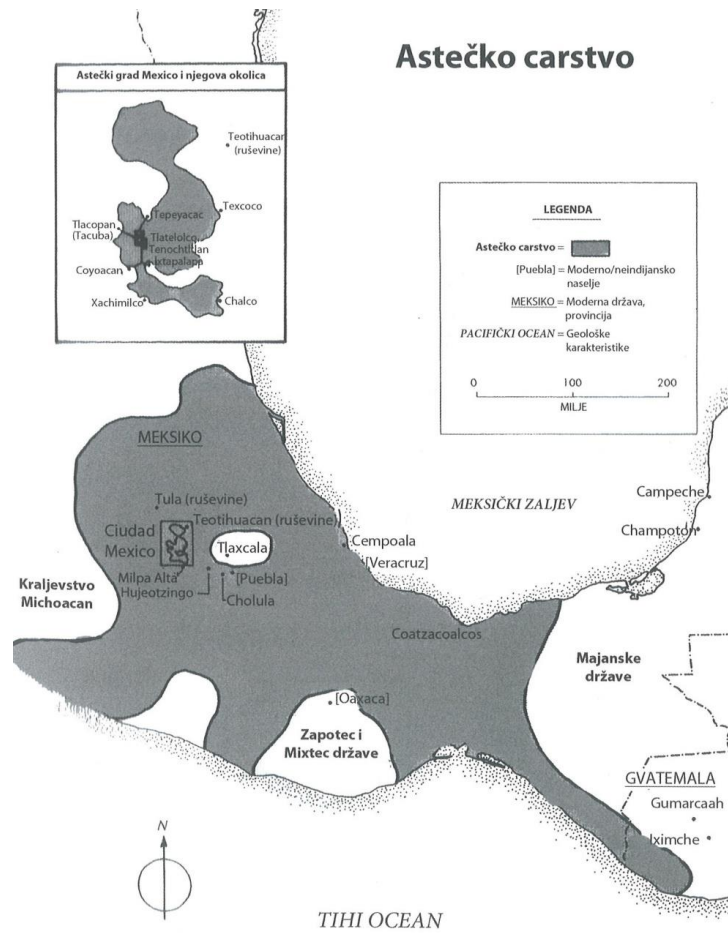 Astečko carstvo
Astečki grad Mexico i njegova okolica
Teotihuacan
(ruševine)
Tepeyacac
Texcoco
Tlacopan
(Tacuba)
Tlatelolco
Tenochtitlan
Ixtapalapa
Coyoacan
Xachimilco
Chalco
LEGENDA
Astečko carstvo =
[Puebla] = Moderno/neindijansko
naselje
MEKSIKO = Moderna država,
provincija
PACIFIČKI OCEAN = Geološke
karakteristike
0 100 200
MILJE
MEKSIKO
Tula (ruševine)
Teotihuacan (ruševine)
Ciudad
Mexico
Tlaxcala
Milpa Alta
Hujeotzingo
[Puebla]
Cholula
Kraljevstvo
Michoacan
Cempoala
[Veracruz]
MEKSIČKI ZALJEV
Campeche
Champoton
Coatzacoalcos
Majanske
države
[Oaxaca]
Zapotec i
Mixtec države
GVATEMALA
Gumarcaah
Iximche
N
TIHI OCEAN